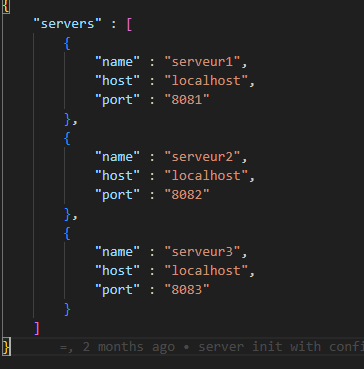 {
"servers" : [
{
"name" : "serveur1",
"host" : "localhost",
"port" : "8081"
},
{
"name" : "serveur2",
"host" : "localhost",
"port" : "8082"
},
{
"name" : "serveur3",
"host" : "localhost",
"port" : "8083"
}
]
} =, 2 months ago • server init with confi